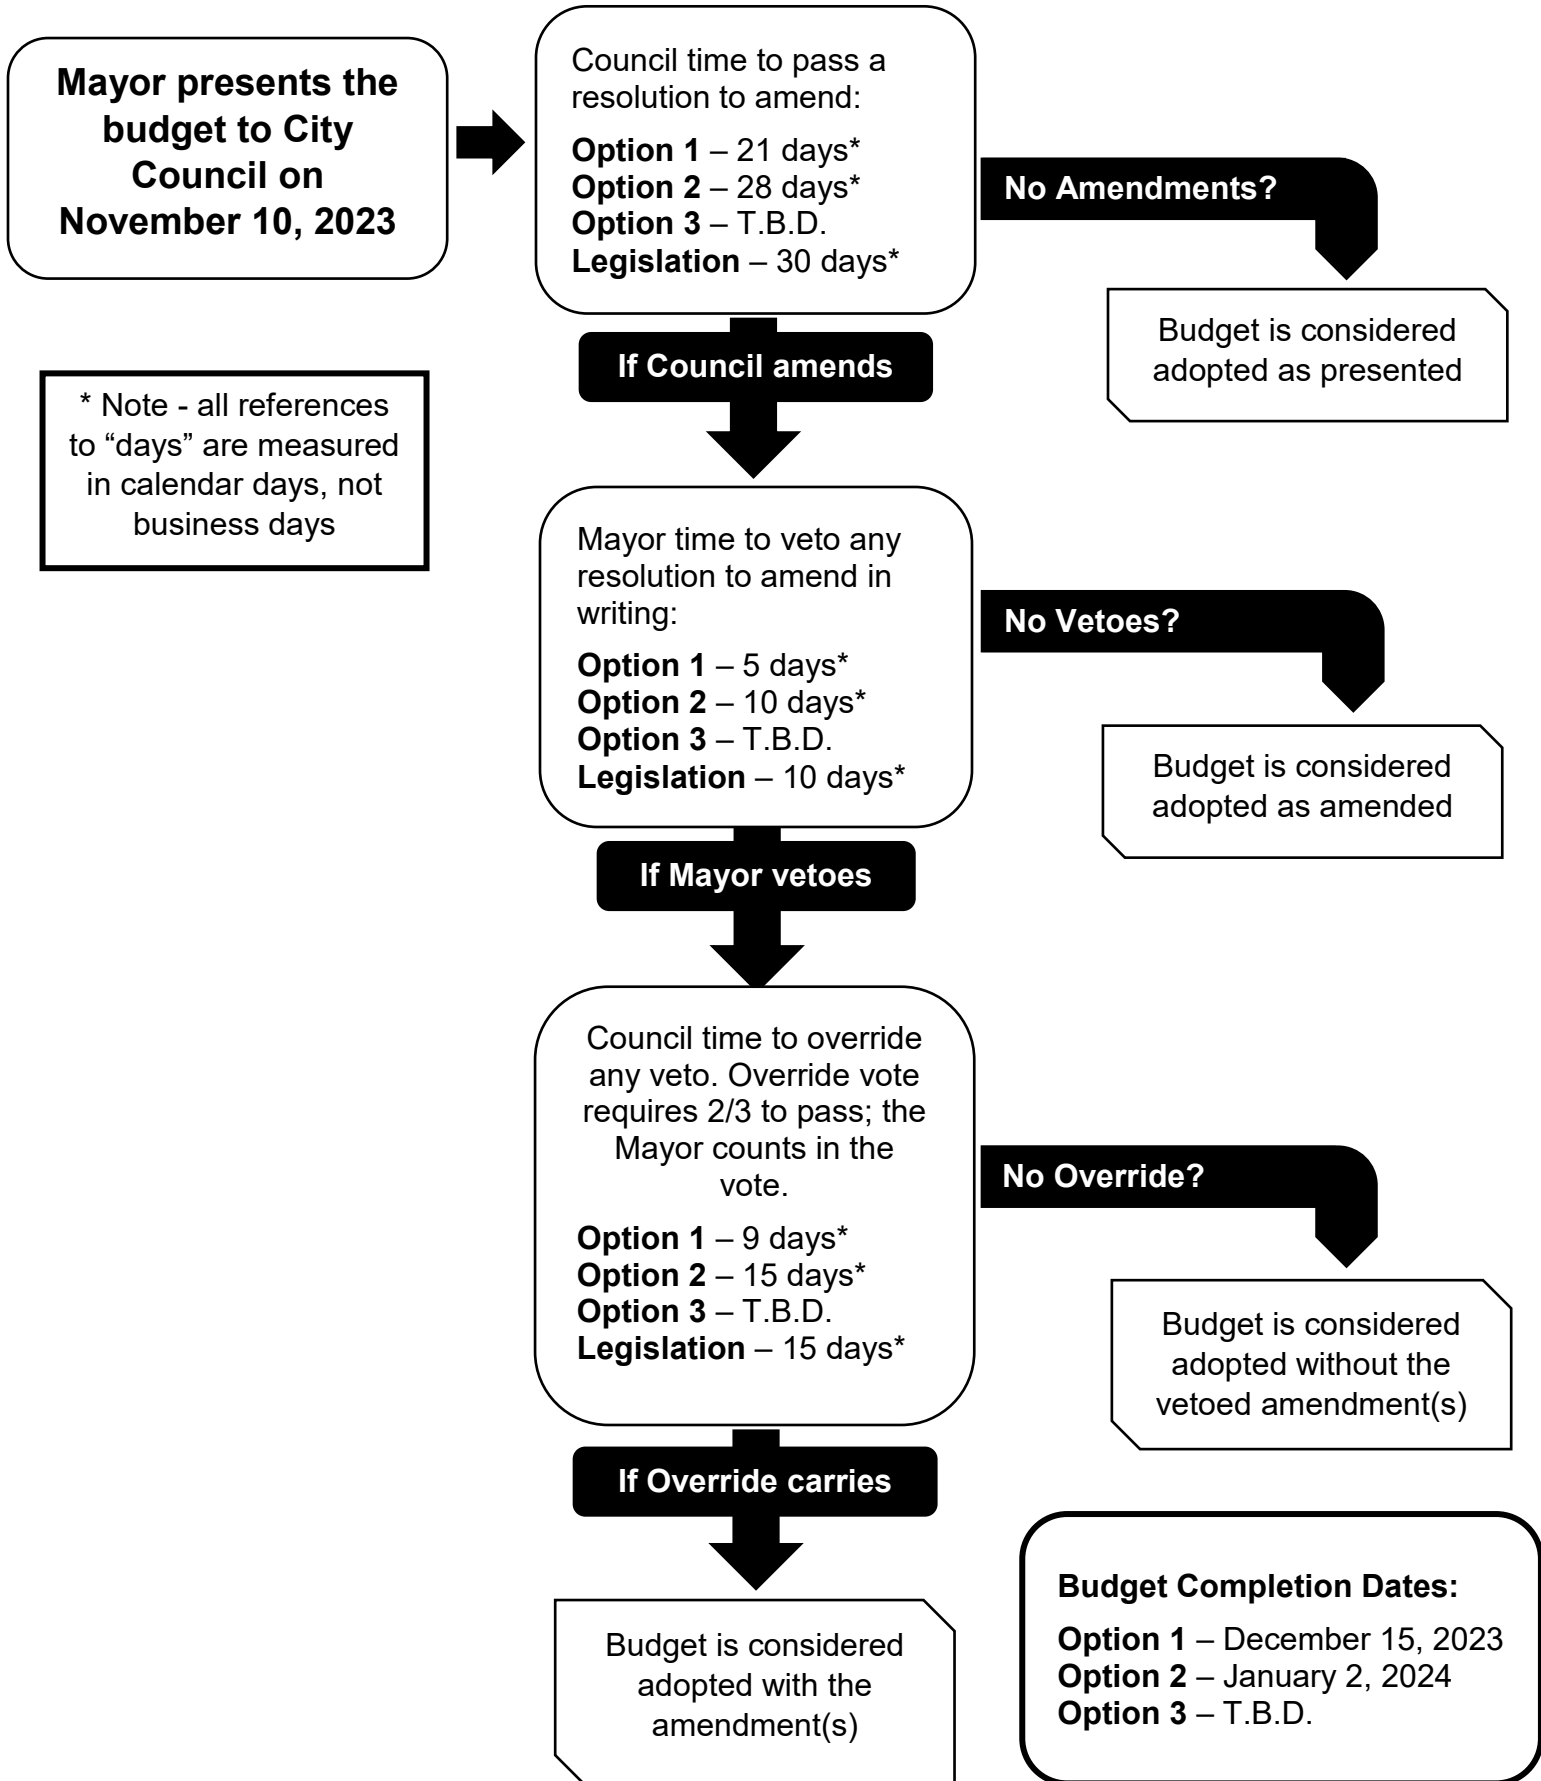 Mayor presents the
budget to City
Council on
November 10, 2023
Council time to pass a
resolution to amend:
Option 1 – 21 days*
Option 2 – 28 days*
Option 3 – T.B.D.
Legislation – 30 days*
No Amendments?
Budget is considered
adopted as presented
If Council amends
* Note - all references
to “days” are measured
in calendar days, not
business days
Mayor time to veto any
resolution to amend in
writing:
Option 1 – 5 days*
Option 2 – 10 days*
Option 3 – T.B.D.
Legislation – 10 days*
No Vetoes?
Budget is considered
adopted as amended
If Mayor vetoes
Council time to override
any veto. Override vote
requires 2/3 to pass; the
Mayor counts in the
vote.
Option 1 – 9 days*
Option 2 – 15 days*
Option 3 – T.B.D.
Legislation – 15 days*
No Override?
Budget is considered
adopted without the
vetoed amendment(s)
If Override carries
Budget is considered
adopted with the
amendment(s)
Budget Completion Dates:
Option 1 – December 15, 2023
Option 2 – January 2, 2024
Option 3 – T.B.D.